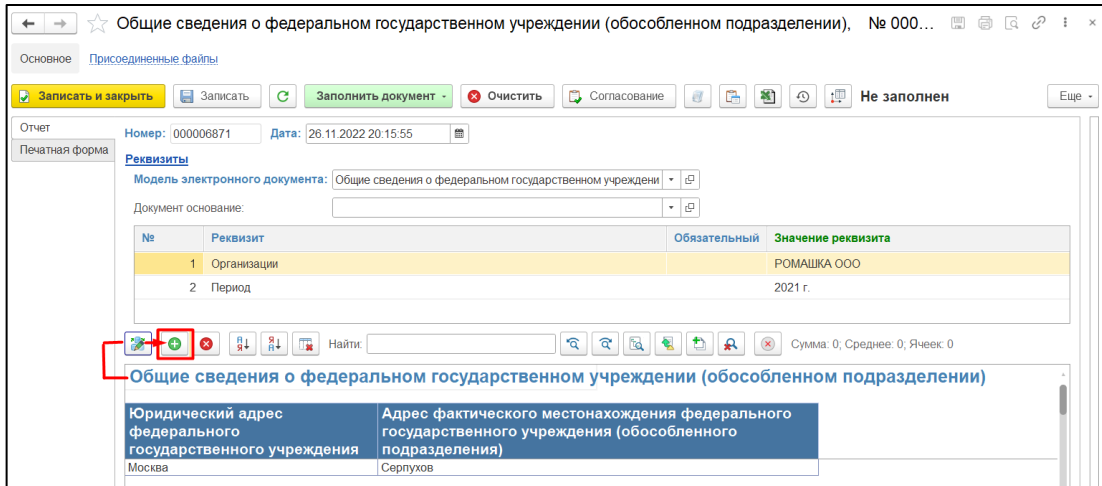 Общие сведения о федеральном государственном учреждении (обособленном подразделении), № 000...
Основное Присоединенные файлы
Записать и закрыть Записать Заполнить документ Очистить Согласование Не заполнен Еще
Отчет
Печатная форма
Номер: 000006871 Дата: 26.11.2022 20:15:55
Реквизиты
Модель электронного документа: Общие сведения о федеральном государственном учреждени
Документ основание:
№ Реквизит Обязательный Значение реквизита
1 Организации РОМАШКА ООО
2 Период 2021 г.
Найти: Сумма: 0; Среднее: 0; Ячеек: 0
Общие сведения о федеральном государственном учреждении (обособленном подразделении)
Юридический адрес
федерального
государственного учреждения
Адрес фактического местонахождения федерального
государственного учреждения (обособленного
подразделения)
Москва Серпухов